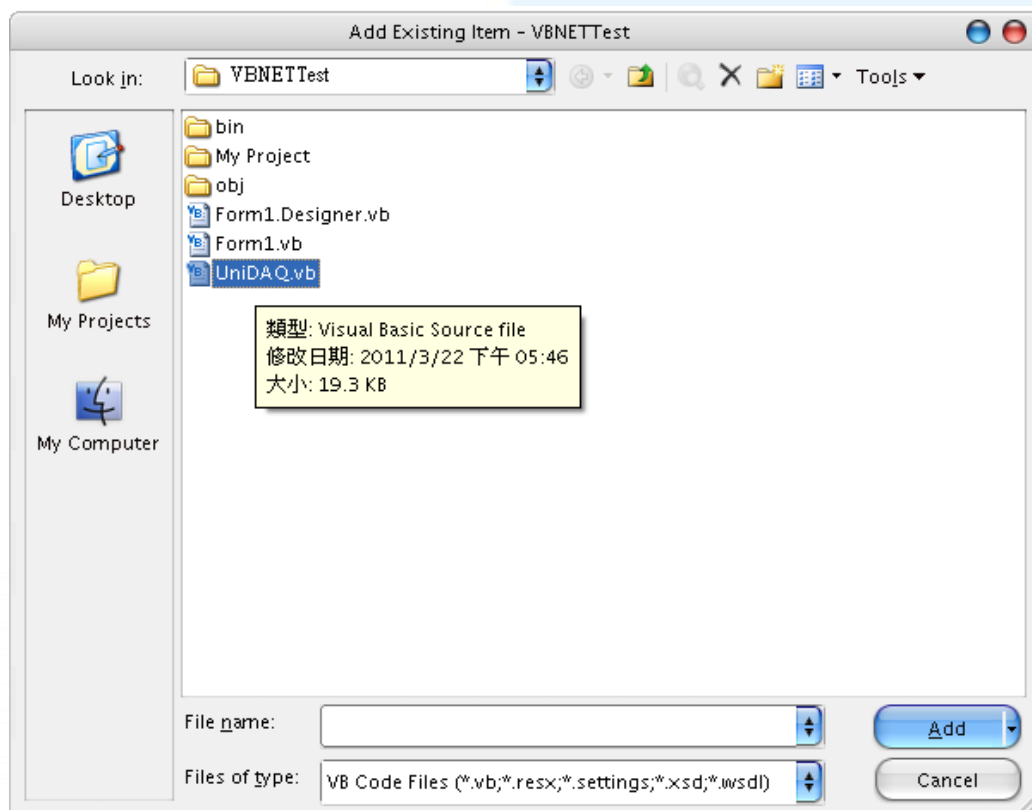 Add Existing Item - VBNETTest
Look in: VBNETTest Tools
Desktop
My Projects
My Computer
bin
My Project
obj
Form1.Designer.vb
Form1.vb
UniDAQ.vb
類型: Visual Basic Source file
修改日期: 2011/3/22 下午 05:46
大小: 19.3 KB
File name: Add
Files of type: VB Code Files (*.vb;*.resx;*.settings;*.xsd;*.wsdl) Cancel